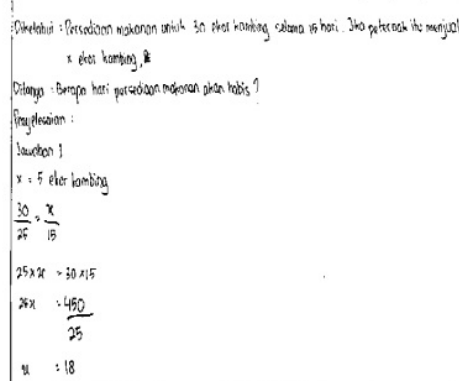 Diketahui : Persediaan makanan untuk 30 ekor kambing selama 15 hari. Jika peternak itu menjual
x ekor kambing,
Ditanya : Berapa hari persediaan makanan akan habis ?
Penyelesaian :
Jawaban 1
x = 5 ekor kambing
30/25 = x/15
25 x x = 30 x 15
25x = 450/25
x = 18